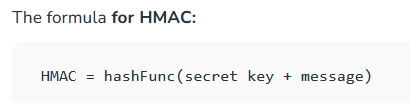 The formula for HMAC:
HMAC = hashFunc(secret key + message)